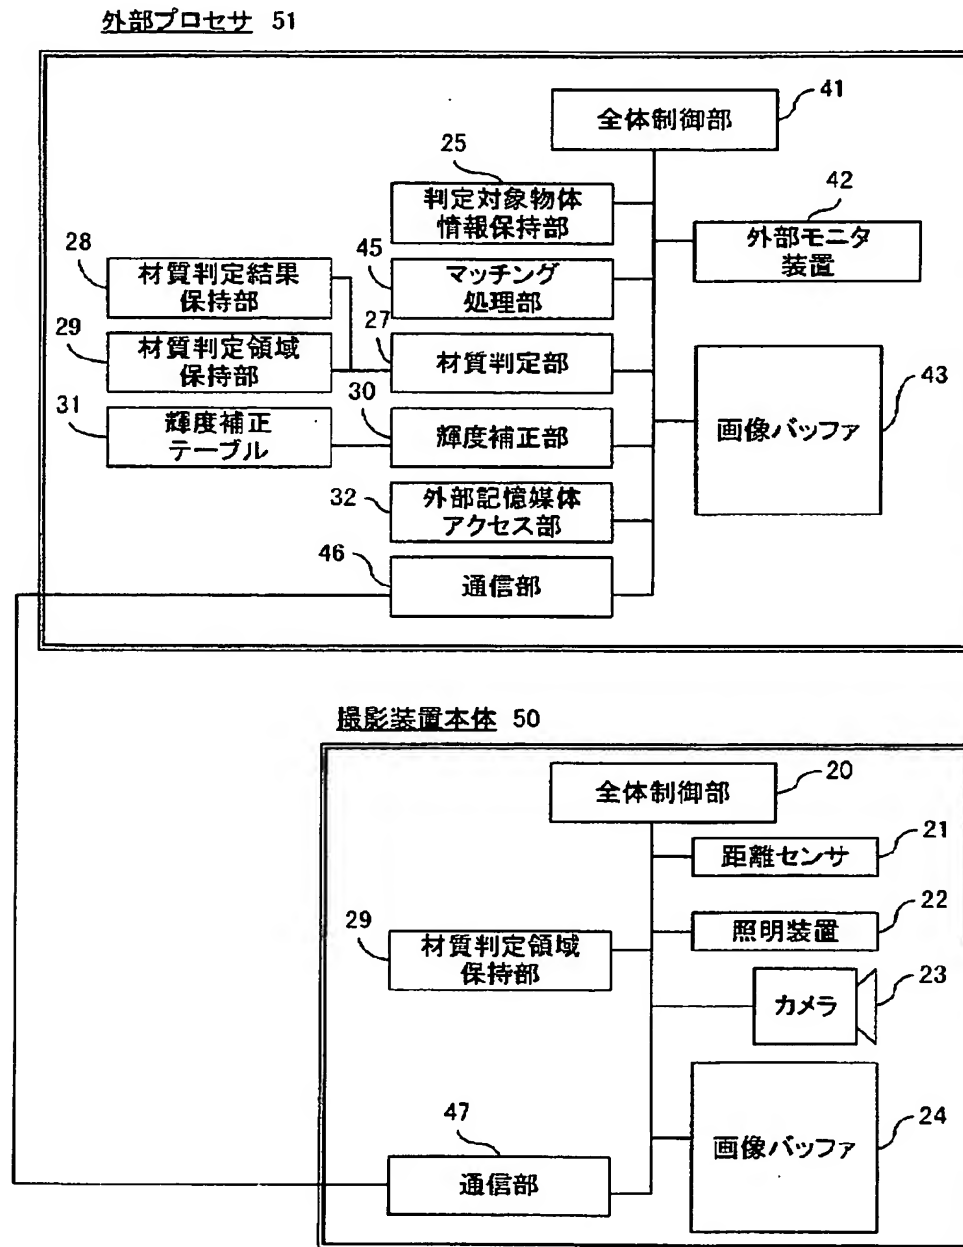 外部プロセサ 51
全体制御部
41
25
判定対象物体
情報保持部
42
外部モニタ
装置
28
材質判定結果
保持部
45
マッチング
処理部
29
材質判定領域
保持部
27
材質判定部
43
画像バッファ
31
輝度補正
テーブル
30
輝度補正部
32
外部記憶媒体
アクセス部
46
通信部
撮影装置本体 50
全体制御部
20
距離センサ
21
照明装置
22
29
材質判定領域
保持部
カメラ
23
画像バッファ
24
47
通信部